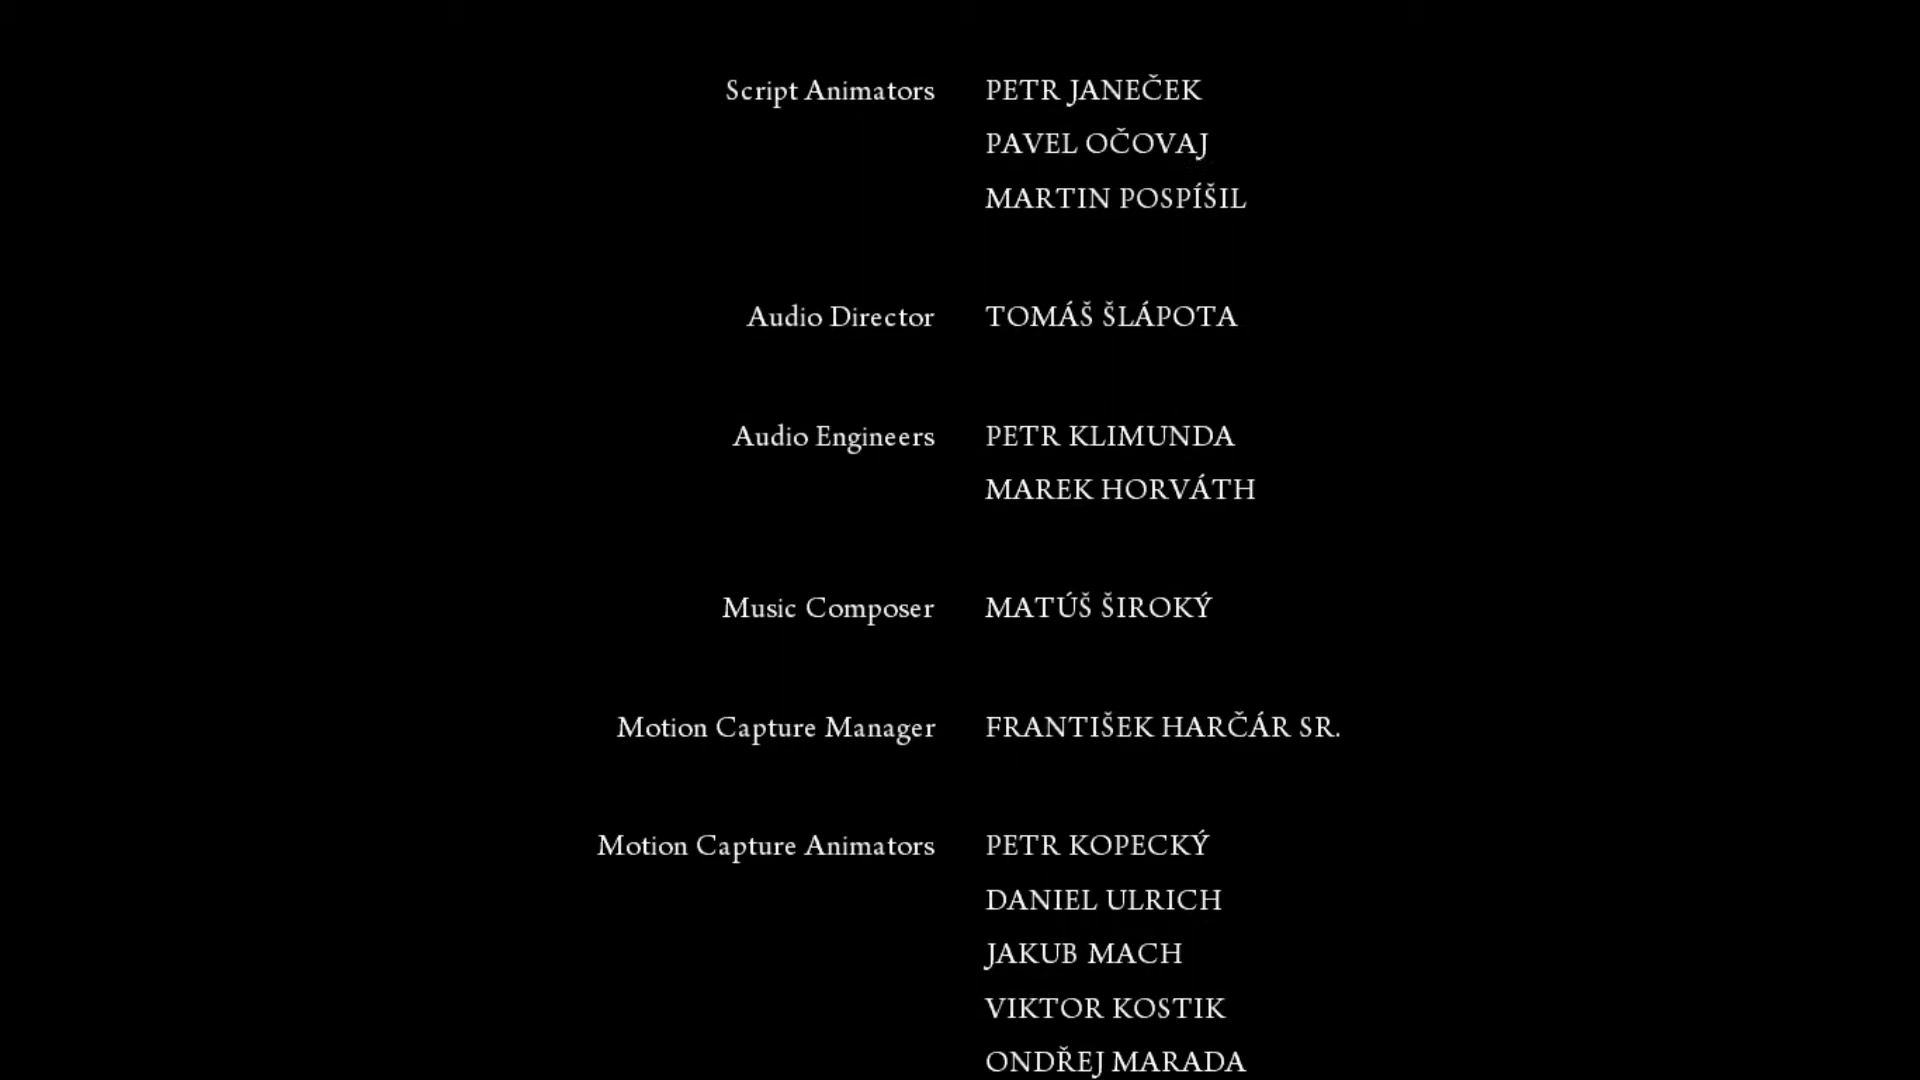 Script Animators PETR JANEČEK
PAVEL OČOVAJ
MARTIN POSPÍŠIL
Audio Director TOMÁŠ ŠLÁPOTA
Audio Engineers PETR KLIMUNDA
MAREK HORVÁTH
Music Composer MATÚŠ ŠIROKÝ
Motion Capture Manager FRANTIŠEK HARČÁR SR.
Motion Capture Animators PETR KOPECKÝ
DANIEL ULRICH
JAKUB MACH
VIKTOR KOSTIK
ONDŘEJ MARADA